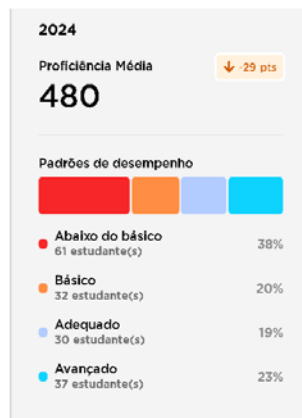 2024
Proficiência Média
↓ -29 pts
480
Padrões de desempenho
Abaixo do básico
61 estudante(s)
38%
Básico
32 estudante(s)
20%
Adequado
30 estudante(s)
19%
Avançado
37 estudante(s)
23%